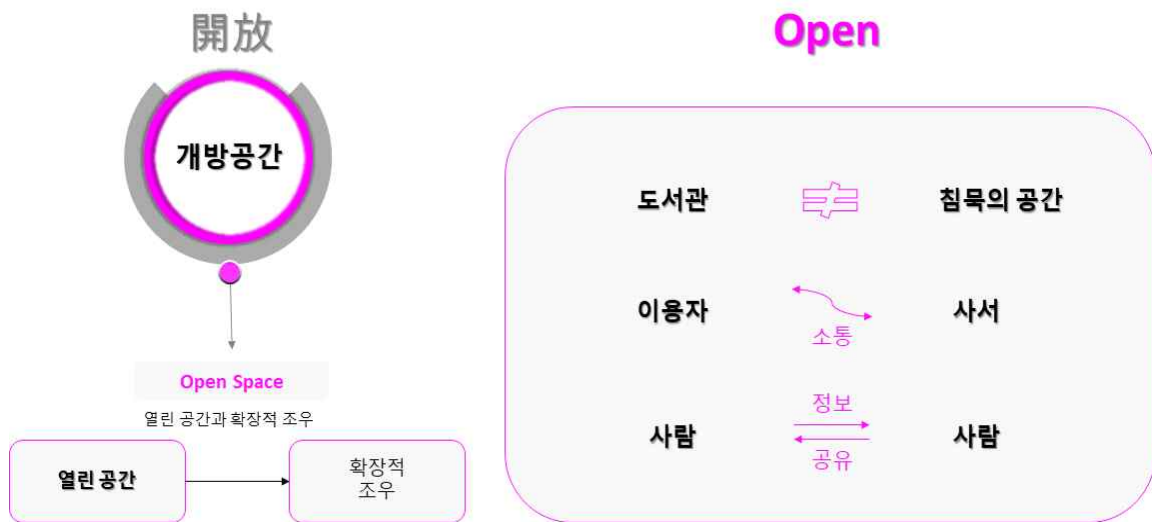 開放
개방공간
Open Space
열린 공간과 확장적 조우
열린 공간
확장적
조우
Open
도서관 ≠ 침묵의 공간
이용자 소통 사서
사람 정보 공유 사람